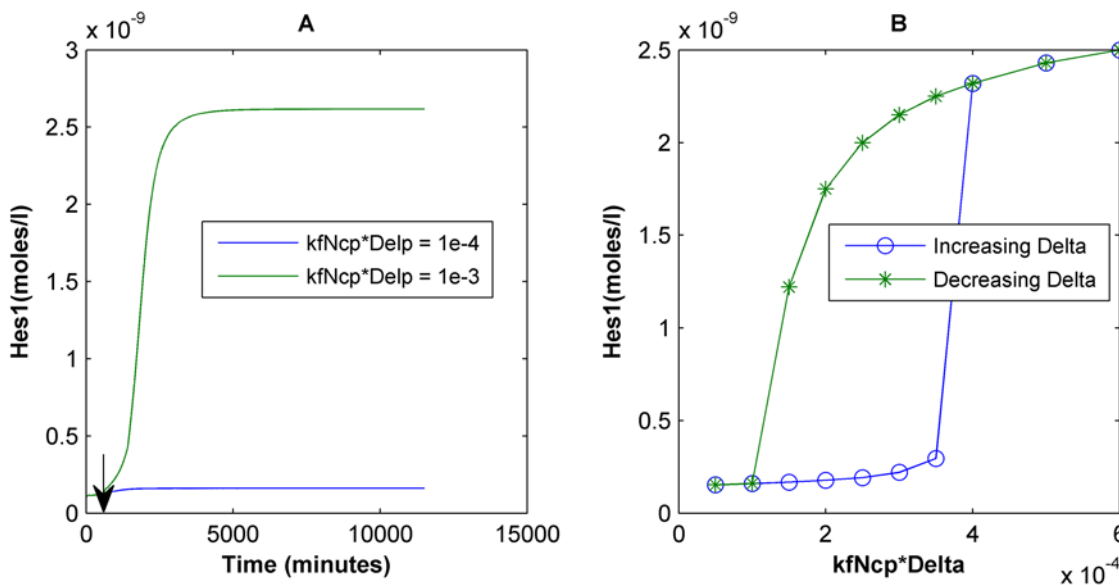 A
x 10^-9
3
2.5
2
1.5
1
0.5
0
Hes1(moles/l)
kfNcp*Delp = 1e-4
kfNcp*Delp = 1e-3
0 5000 10000 15000
Time (minutes)
B
x 10^-9
2.5
2
1.5
1
0.5
0
Hes1(moles/l)
Increasing Delta
Decreasing Delta
0 2 4 6
kfNcp*Delta
x 10^-4